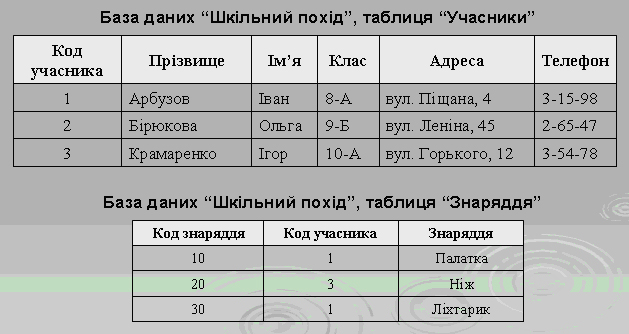 База даних “Шкільний похід”, таблиця “Учасники”
Код учасника Прізвище Ім’я Клас Адреса Телефон
1 Арбузов Іван 8-А вул. Піщана, 4 3-15-98
2 Бірюкова Ольга 9-Б вул. Леніна, 45 2-65-47
3 Крамаренко Ігор 10-А вул. Горького, 12 3-54-78
База даних “Шкільний похід”, таблиця “Знаряддя”
Код знаряддя Код учасника Знаряддя
10 1 Палатка
20 3 Ніж
30 1 Ліхтарик